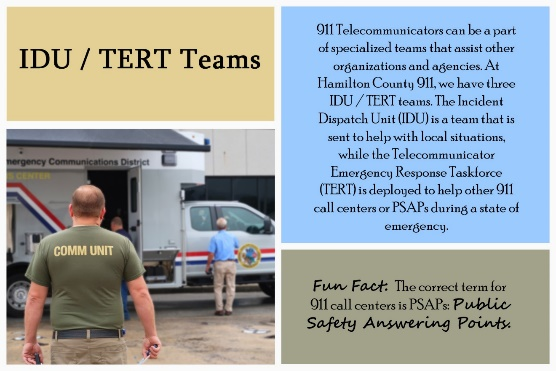 IDU / TERT Teams
911 Telecommunicators can be a part
of specialized teams that assist other
organizations and agencies. At
Hamilton County 911, we have three
IDU / TERT teams. The Incident
Dispatch Unit (IDU) is a team that is
sent to help with local situations,
while the Telecommunicator
Emergency Response Taskforce
(TERT) is deployed to help other 911
call centers or PSAPs during a state of
emergency.
mergency Communications District
CENTER
COMM UNIT
Fun Fact: The correct term for
911 call centers is PSAPs: Public
Safety Answering Points.